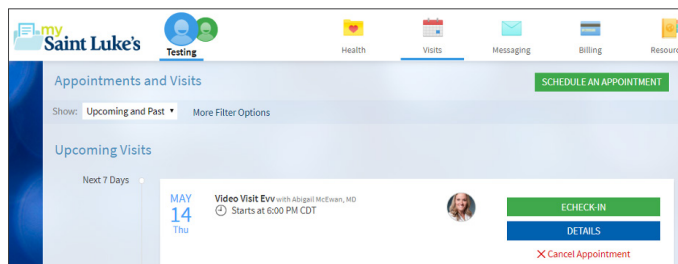 my
Saint Luke's
Testing
Health
Visits
Messaging
Billing
Resour
Appointments and Visits
SCHEDULE AN APPOINTMENT
Show: Upcoming and Past
More Filter Options
Upcoming Visits
Next 7 Days
MAY
14
Thu
Video Visit Evv with Abigail McEwan, MD
Starts at 6:00 PM CDT
ECHECK-IN
DETAILS
Cancel Appointment